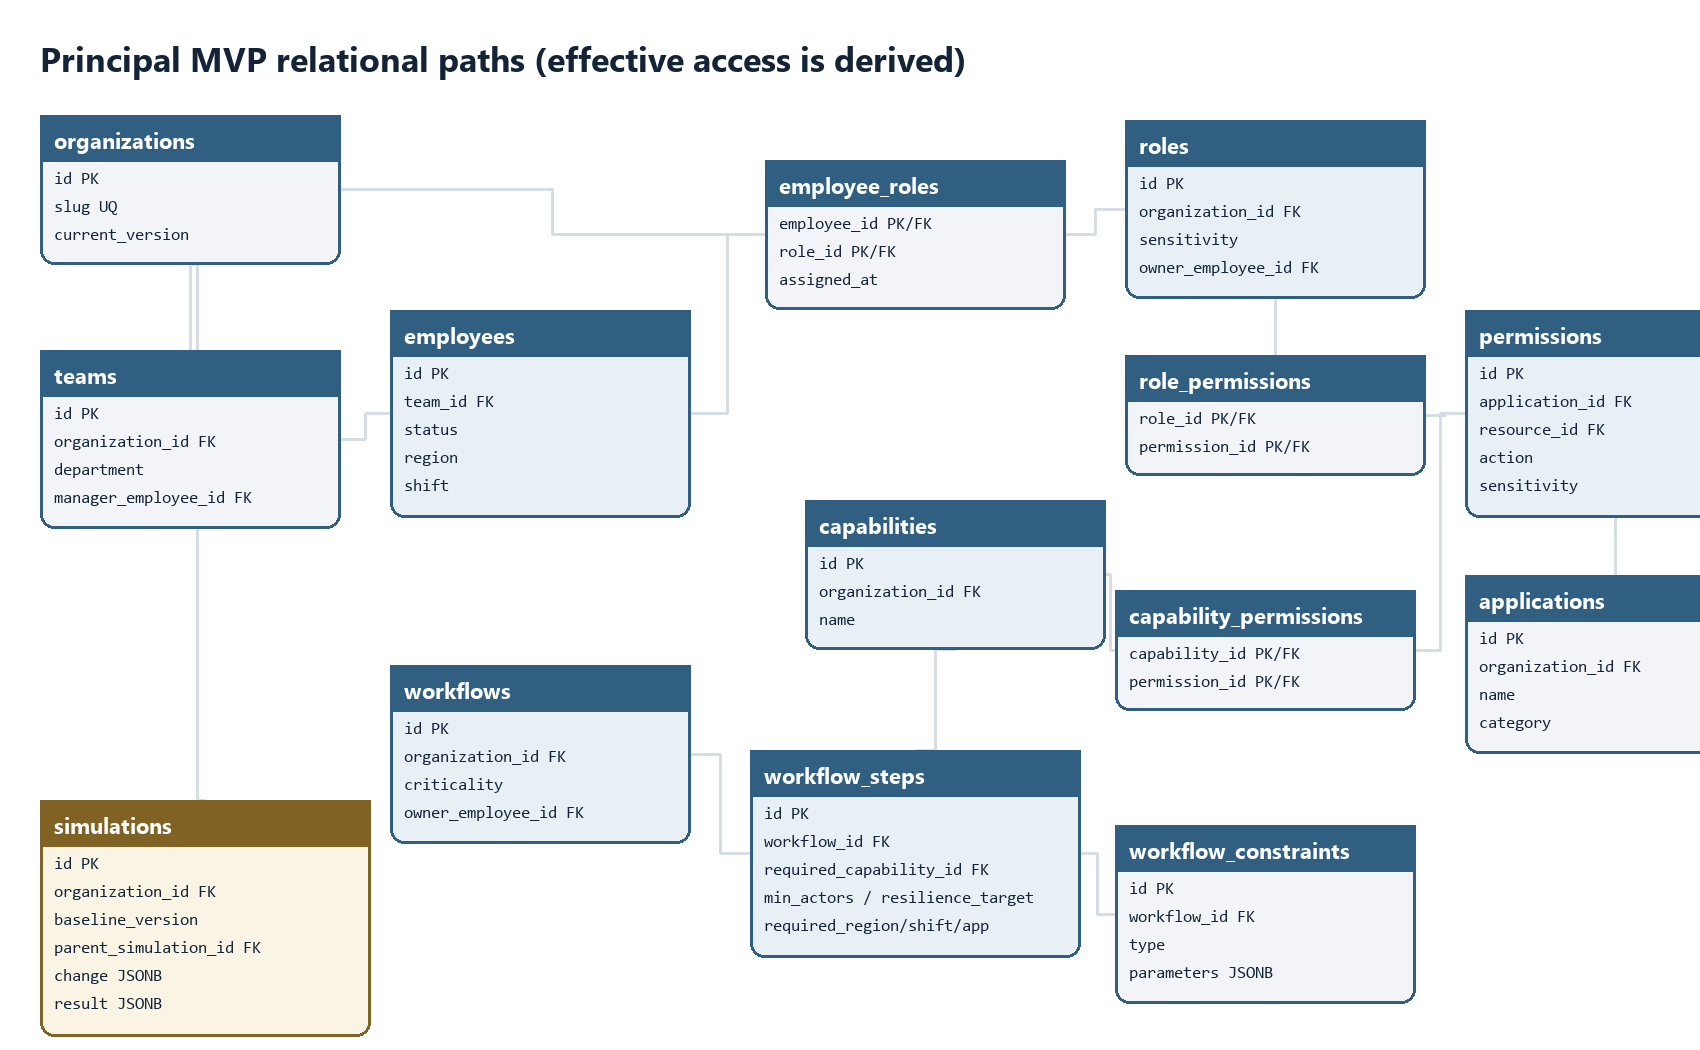 Principal MVP relational paths (effective access is derived)
organizations
id PK
slug UQ
current_version
teams
id PK
organization_id FK
department
manager_employee_id FK
employees
id PK
team_id FK
status
region
shift
employee_roles
employee_id PK/FK
role_id PK/FK
assigned_at
roles
id PK
organization_id FK
sensitivity
owner_employee_id FK
role_permissions
role_id PK/FK
permission_id PK/FK
permissions
id PK
application_id FK
resource_id FK
action
sensitivity
capabilities
id PK
organization_id FK
name
capability_permissions
capability_id PK/FK
permission_id PK/FK
applications
id PK
organization_id FK
name
category
workflows
id PK
organization_id FK
criticality
owner_employee_id FK
workflow_steps
id PK
workflow_id FK
required_capability_id FK
min_actors / resilience_target
required_region/shift/app
workflow_constraints
id PK
workflow_id FK
type
parameters JSONB
simulations
id PK
organization_id FK
baseline_version
parent_simulation_id FK
change JSONB
result JSONB